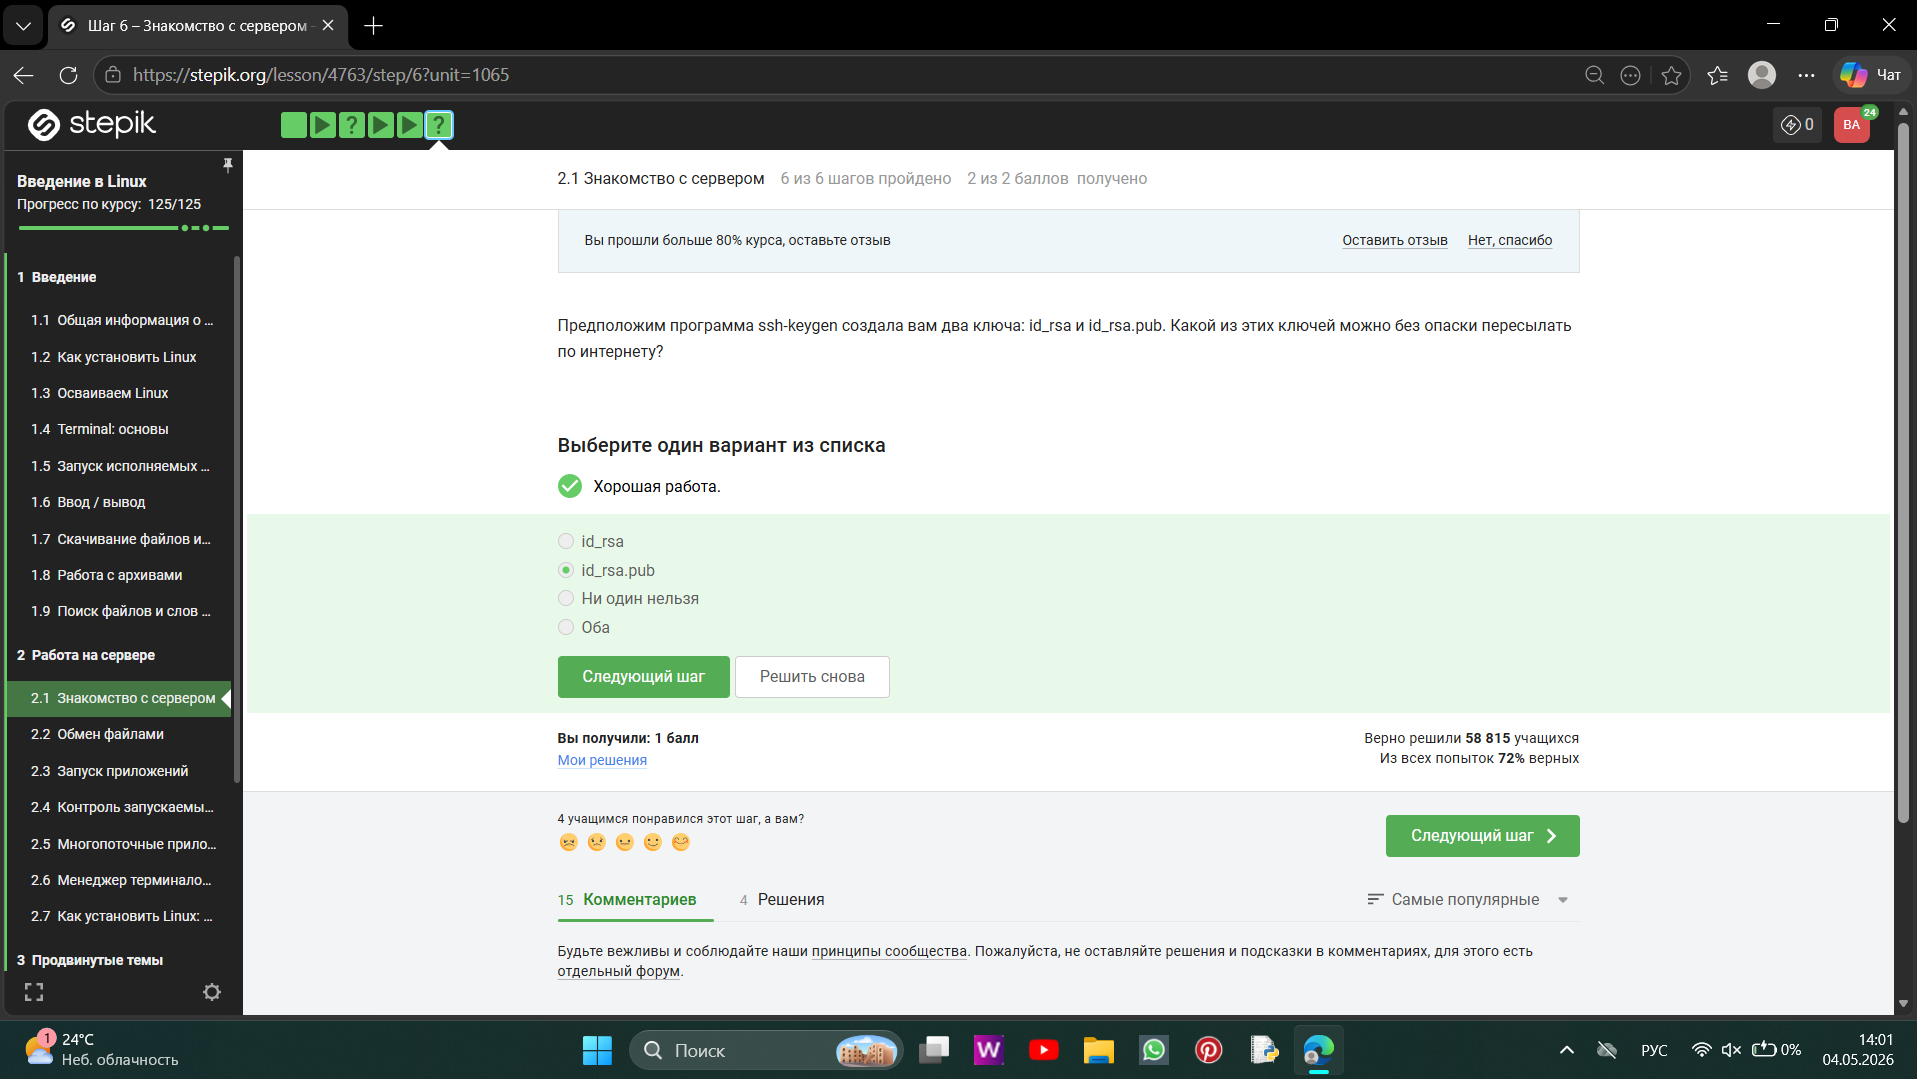 Шаг 6 – Знакомство с сервером -
https://stepik.org/lesson/4763/step/6?unit=1065
Чат
stepik
0
BA
24
Введение в Linux
Прогресс по курсу: 125/125
1 Введение
1.1 Общая информация о ...
1.2 Как установить Linux
1.3 Осваиваем Linux
1.4 Terminal: основы
1.5 Запуск исполняемых ...
1.6 Ввод / вывод
1.7 Скачивание файлов и...
1.8 Работа с архивами
1.9 Поиск файлов и слов ...
2 Работа на сервере
2.1 Знакомство с сервером
2.2 Обмен файлами
2.3 Запуск приложений
2.4 Контроль запускаемы...
2.5 Многопоточные прило...
2.6 Менеджер терминало...
2.7 Как установить Linux: ...
3 Продвинутые темы
2.1 Знакомство с сервером 6 из 6 шагов пройдено 2 из 2 баллов получено
Вы прошли больше 80% курса, оставьте отзыв
Оставить отзыв Нет, спасибо
Предположим программа ssh-keygen создала вам два ключа: id_rsa и id_rsa.pub. Какой из этих ключей можно без опаски пересылать
по интернету?
Выберите один вариант из списка
Хорошая работа.
id_rsa
id_rsa.pub
Ни один нельзя
Оба
Следующий шаг Решить снова
Вы получили: 1 балл
Мои решения
Верно решили 58 815 учащихся
Из всех попыток 72% верных
4 учащимся понравился этот шаг, а вам?
Следующий шаг
15 Комментариев 4 Решения
Самые популярные
Будьте вежливы и соблюдайте наши принципы сообщества. Пожалуйста, не оставляйте решения и подсказки в комментариях, для этого есть
отдельный форум.
1
24°C
Неб. облачность
Поиск
W
РУС
0%
14:01
04.05.2026